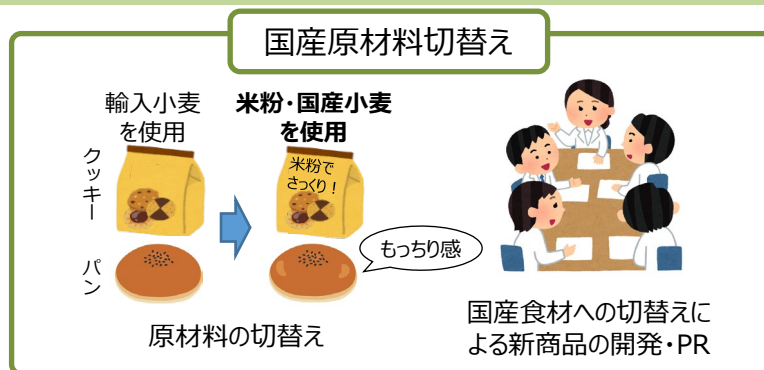 国産原材料切替え
輸入小麦
を使用
米粉・国産小麦
を使用
クッキー
米粉で
さっくり！
パン
もっちり感
原材料の切替え
国産食材への切替えに
よる新商品の開発・PR